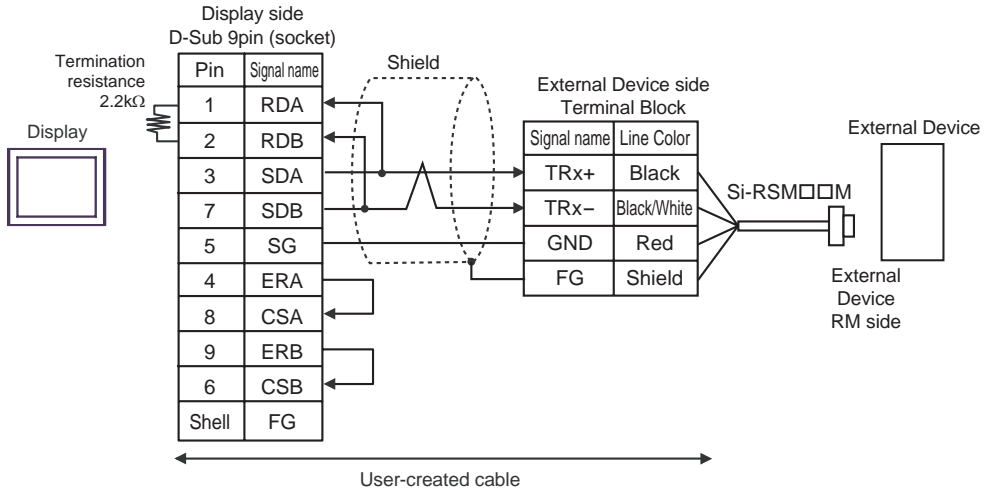 Display side
D-Sub 9pin (socket)
Termination
resistance
2.2kΩ
Display
Pin Signal name
1 RDA
2 RDB
3 SDA
7 SDB
5 SG
4 ERA
8 CSA
9 ERB
6 CSB
Shell FG
Shield
External Device side
Terminal Block
Signal name Line Color
TRx+ Black
TRx− Black/White
GND Red
FG Shield
Si-RSM□□M
External Device
External
Device
RM side
User-created cable